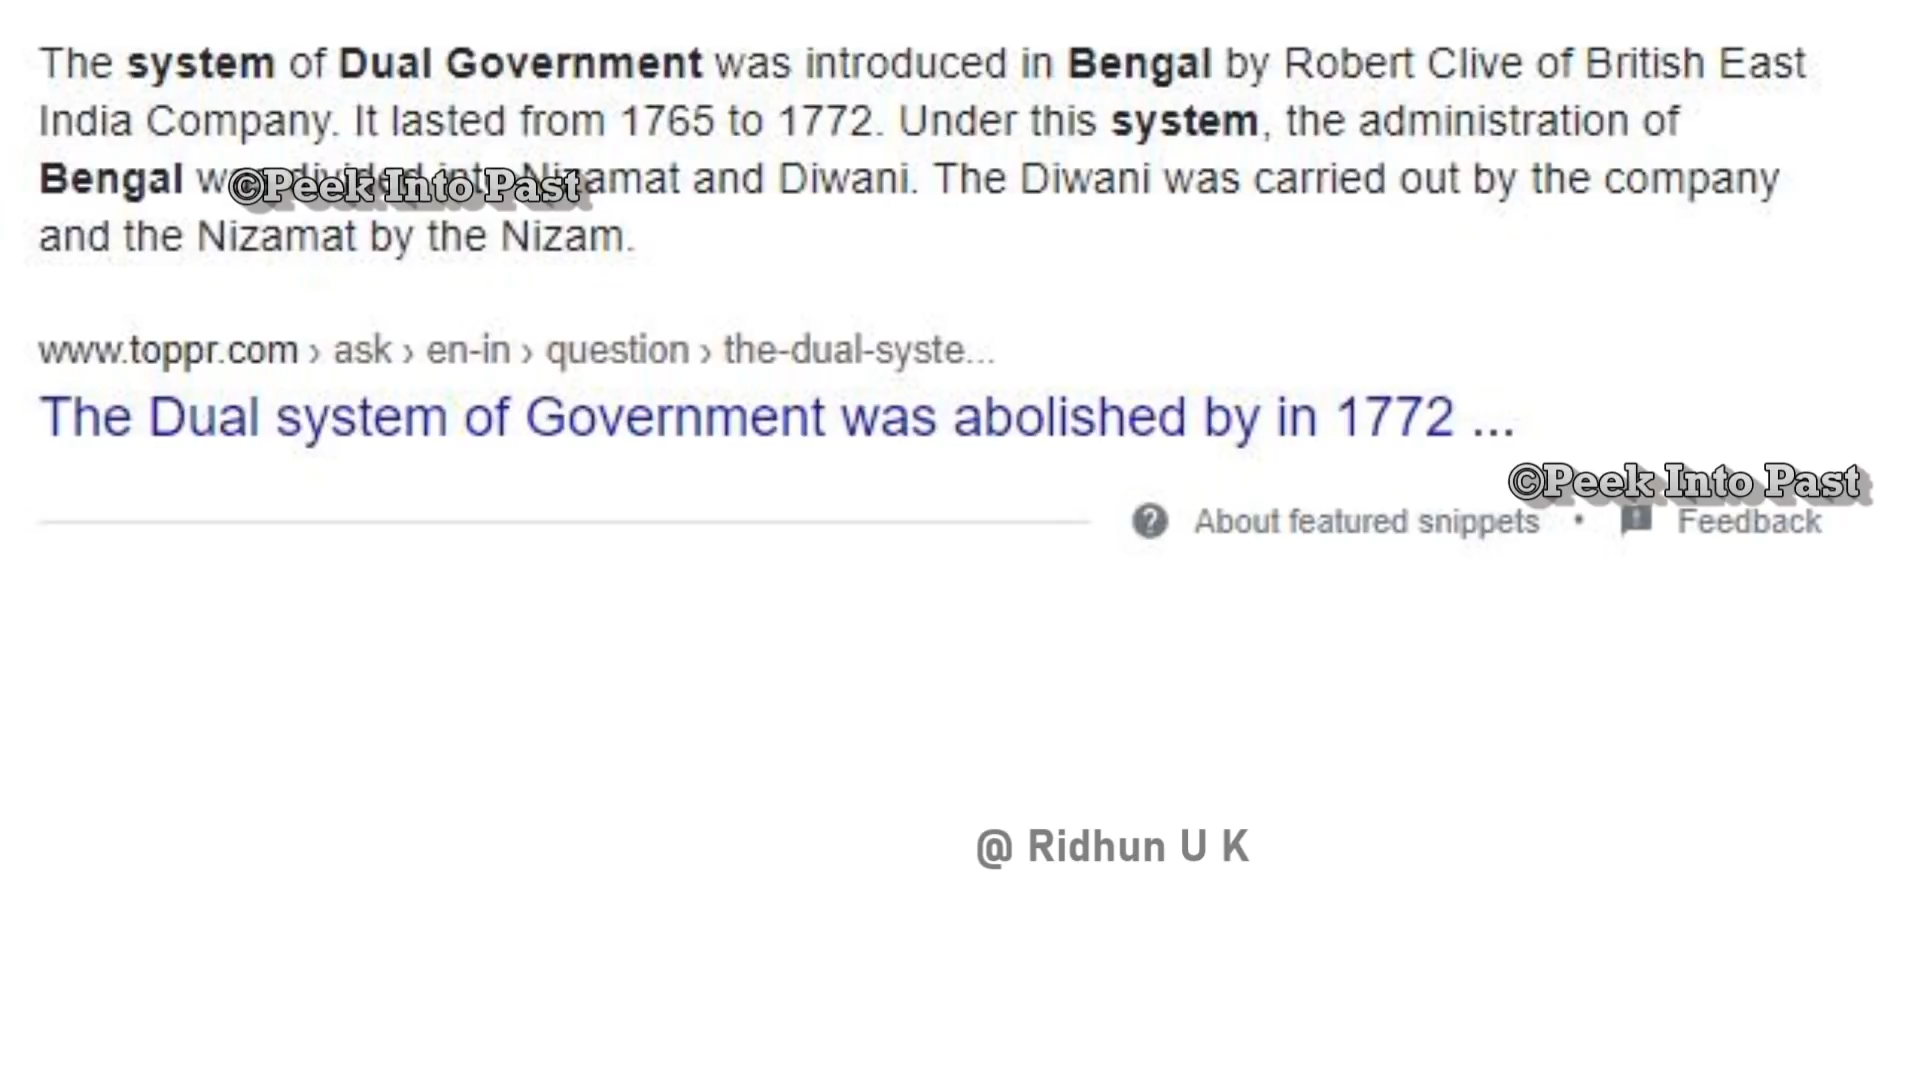 The system of Dual Government was introduced in Bengal by Robert Clive of British East
India Company. It lasted from 1765 to 1772. Under this system, the administration of
Bengal was divided into Nizamat and Diwani. The Diwani was carried out by the company
©Peek Into Past
and the Nizamat by the Nizam.
www.toppr.com › ask › en-in › question › the-dual-syste...
The Dual system of Government was abolished by in 1772 ...
©Peek Into Past
About featured snippets • Feedback
@ Ridhun U K